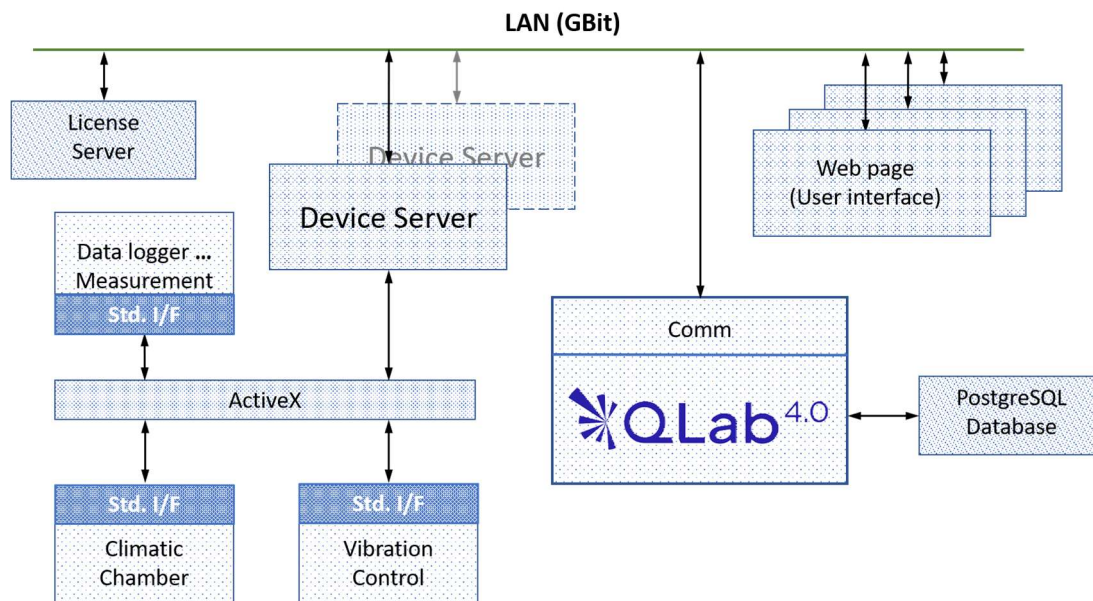 LAN (GBit)
License
Server
Device Server
Device Server
Web page
(User interface)
Data logger ...
Measurement
Std. I/F
ActiveX
Comm
QLab 4.0
PostgreSQL
Database
Std. I/F
Climatic
Chamber
Std. I/F
Vibration
Control